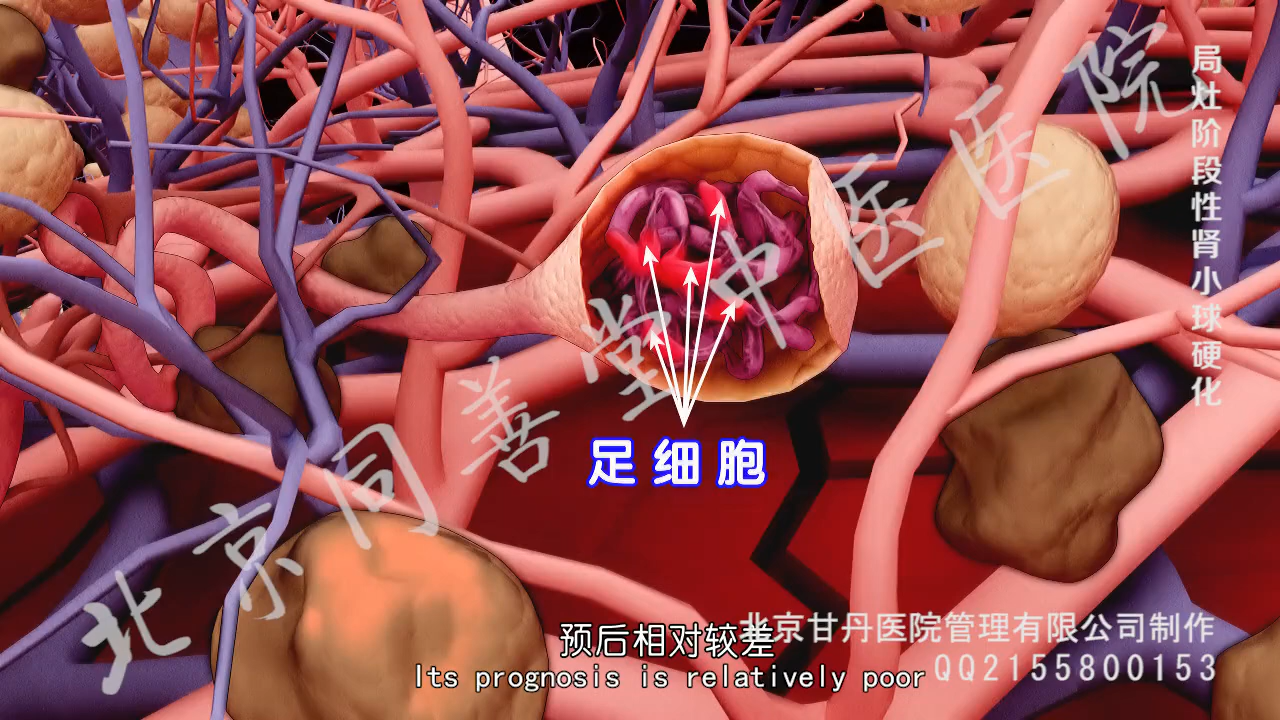 局灶阶段性肾小球硬化
北京同善堂中医医院
足细胞
北京甘丹医院管理有限公司制作
QQ2155800153
预后相对较差
Its prognosis is relatively poor